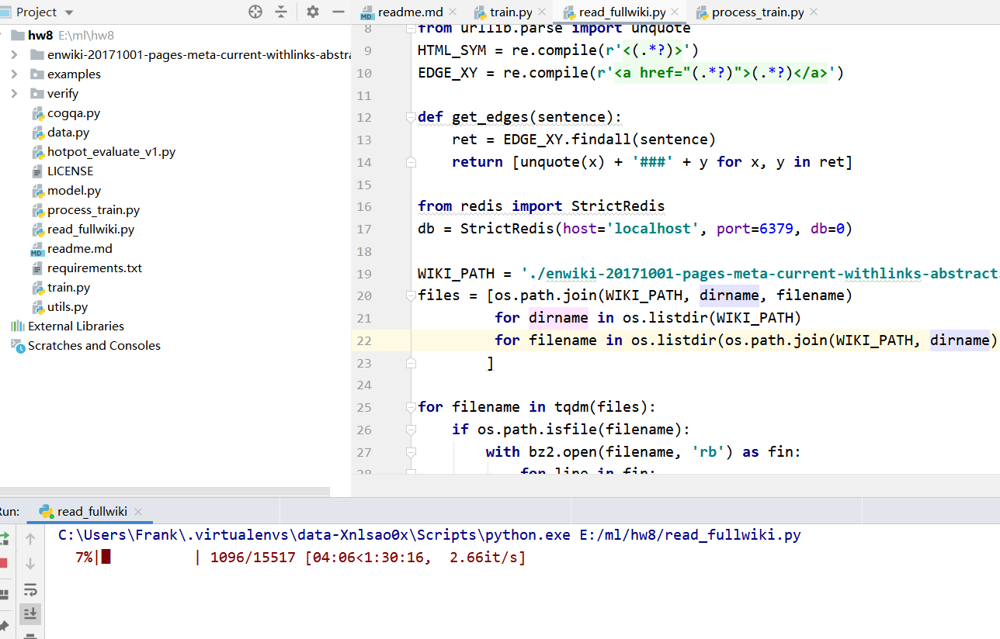 Project
readme.md
train.py
read_fullwiki.py
process_train.py
hw8 E:\ml\hw8
enwiki-20171001-pages-meta-current-withlinks-abstra
examples
verify
cogqa.py
data.py
hotpot_evaluate_v1.py
LICENSE
model.py
process_train.py
read_fullwiki.py
MD readme.md
requirements.txt
train.py
utils.py
External Libraries
Scratches and Consoles
8 from urllib.parse import unquote
9 HTML_SYM = re.compile(r'<(.*?)>')
10 EDGE_XY = re.compile(r'<a href="(.*?)">(.*?)</a>')
11
12 def get_edges(sentence):
13 ret = EDGE_XY.findall(sentence)
14 return [unquote(x) + '###' + y for x, y in ret]
15
16 from redis import StrictRedis
17 db = StrictRedis(host='localhost', port=6379, db=0)
18
19 WIKI_PATH = './enwiki-20171001-pages-meta-current-withlinks-abstract
20 files = [os.path.join(WIKI_PATH, dirname, filename)
21 for dirname in os.listdir(WIKI_PATH)
22 for filename in os.listdir(os.path.join(WIKI_PATH, dirname)
23 ]
24
25 for filename in tqdm(files):
26 if os.path.isfile(filename):
27 with bz2.open(filename, 'rb') as fin:
28 for line in fin:
Run: read_fullwiki
C:\Users\Frank\.virtualenvs\data-Xnlsao0x\Scripts\python.exe E:/ml/hw8/read_fullwiki.py
7%|█ | 1096/15517 [04:06<1:30:16, 2.66it/s]